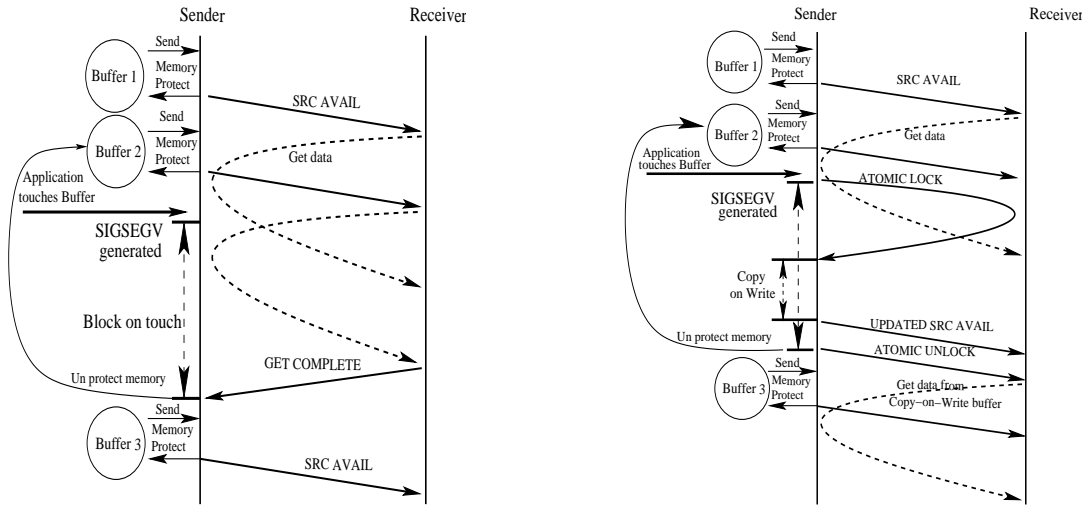 Sender
Receiver
Send
Buffer 1
Memory
Protect
SRC AVAIL
Send
Buffer 2
Memory
Protect
Get data
Application
touches Buffer
SIGSEGV
generated
Block on touch
GET COMPLETE
Un protect memory
Send
Memory
Buffer 3
Protect
SRC AVAIL
Sender
Receiver
Send
Buffer 1
Memory
Protect
SRC AVAIL
Send
Buffer 2
Memory
Protect
Get data
Application
touches Buffer
ATOMIC LOCK
SIGSEGV
generated
Copy
on Write
UPDATED SRC AVAIL
Un protect memory
ATOMIC UNLOCK
Send
Buffer 3
Memory
Protect
Get data from
Copy-on-Write buffer